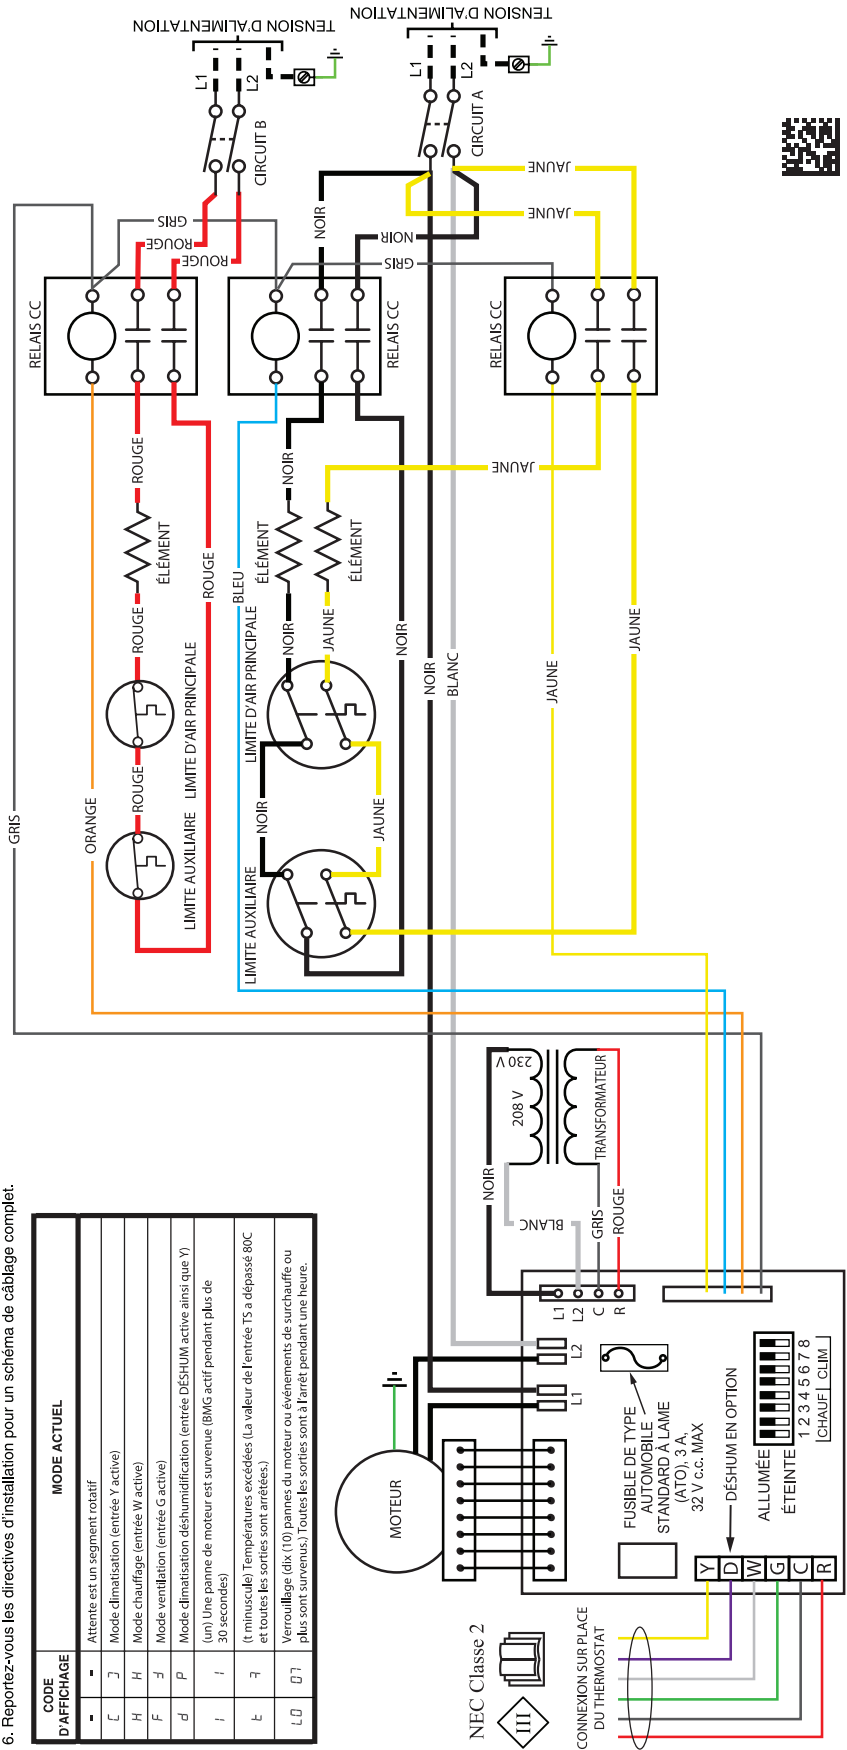 6. Reportez-vous les directives d'installation pour un schéma de câblage complet.
CODE D'AFFICHAGE
MODE ACTUEL
Attente est un segment rotatif
Mode climatisation (entrée Y active)
Mode chauffage (entrée W active)
Mode ventilation (entrée G active)
Mode climatisation déshumidification (entrée DÉSHUM active ainsi que Y)
(un) Une panne de moteur est survenue (BMG actif pendant plus de
30 secondes)
(t minuscule) Températures excédées (La valeur de l'entrée TS a dépassé 80C
et toutes les sorties sont arrêtées.)
Verrouillage (dix (10) pannes du moteur ou événements de surchauffe ou
plus sont survenus.) Toutes les sorties sont à l'arrêt pendant une heure.
TENSION D'ALIMENTATION
L1
L2
CIRCUIT B
TENSION D'ALIMENTATION
L1
L2
CIRCUIT A
GRIS
ROUGE
ROUGE
NOIR
NOIR
GRIS
JAUNE
JAUNE
RELAIS CC
RELAIS CC
RELAIS CC
ROUGE
ÉLÉMENT
ROUGE
ROUGE
LIMITE D'AIR PRINCIPALE
ROUGE
LIMITE AUXILIAIRE
GRIS
ORANGE
BLEU
NOIR
ÉLÉMENT
ÉLÉMENT
NOIR
JAUNE
LIMITE D'AIR PRINCIPALE
NOIR
JAUNE
LIMITE AUXILIAIRE
NOIR
NOIR
BLANC
JAUNE
JAUNE
JAUNE
230 V
208 V
TRANSFORMATEUR
NOIR
BLANC
GRIS
ROUGE
L1
L2
C
R
L2
L1
MOTEUR
FUSIBLE DE TYPE
AUTOMOBILE
STANDARD À LAME
(ATO), 3 A,
32 V c.c. MAX
DÉSHUM EN OPTION
ALLUMÉE
ÉTEINTE
1 2 3 4 5 6 7 8
CHAUF CLIM
Y
D
W
G
C
R
NEC Classe 2
III
CONNEXION SUR PLACE
DU THERMOSTAT